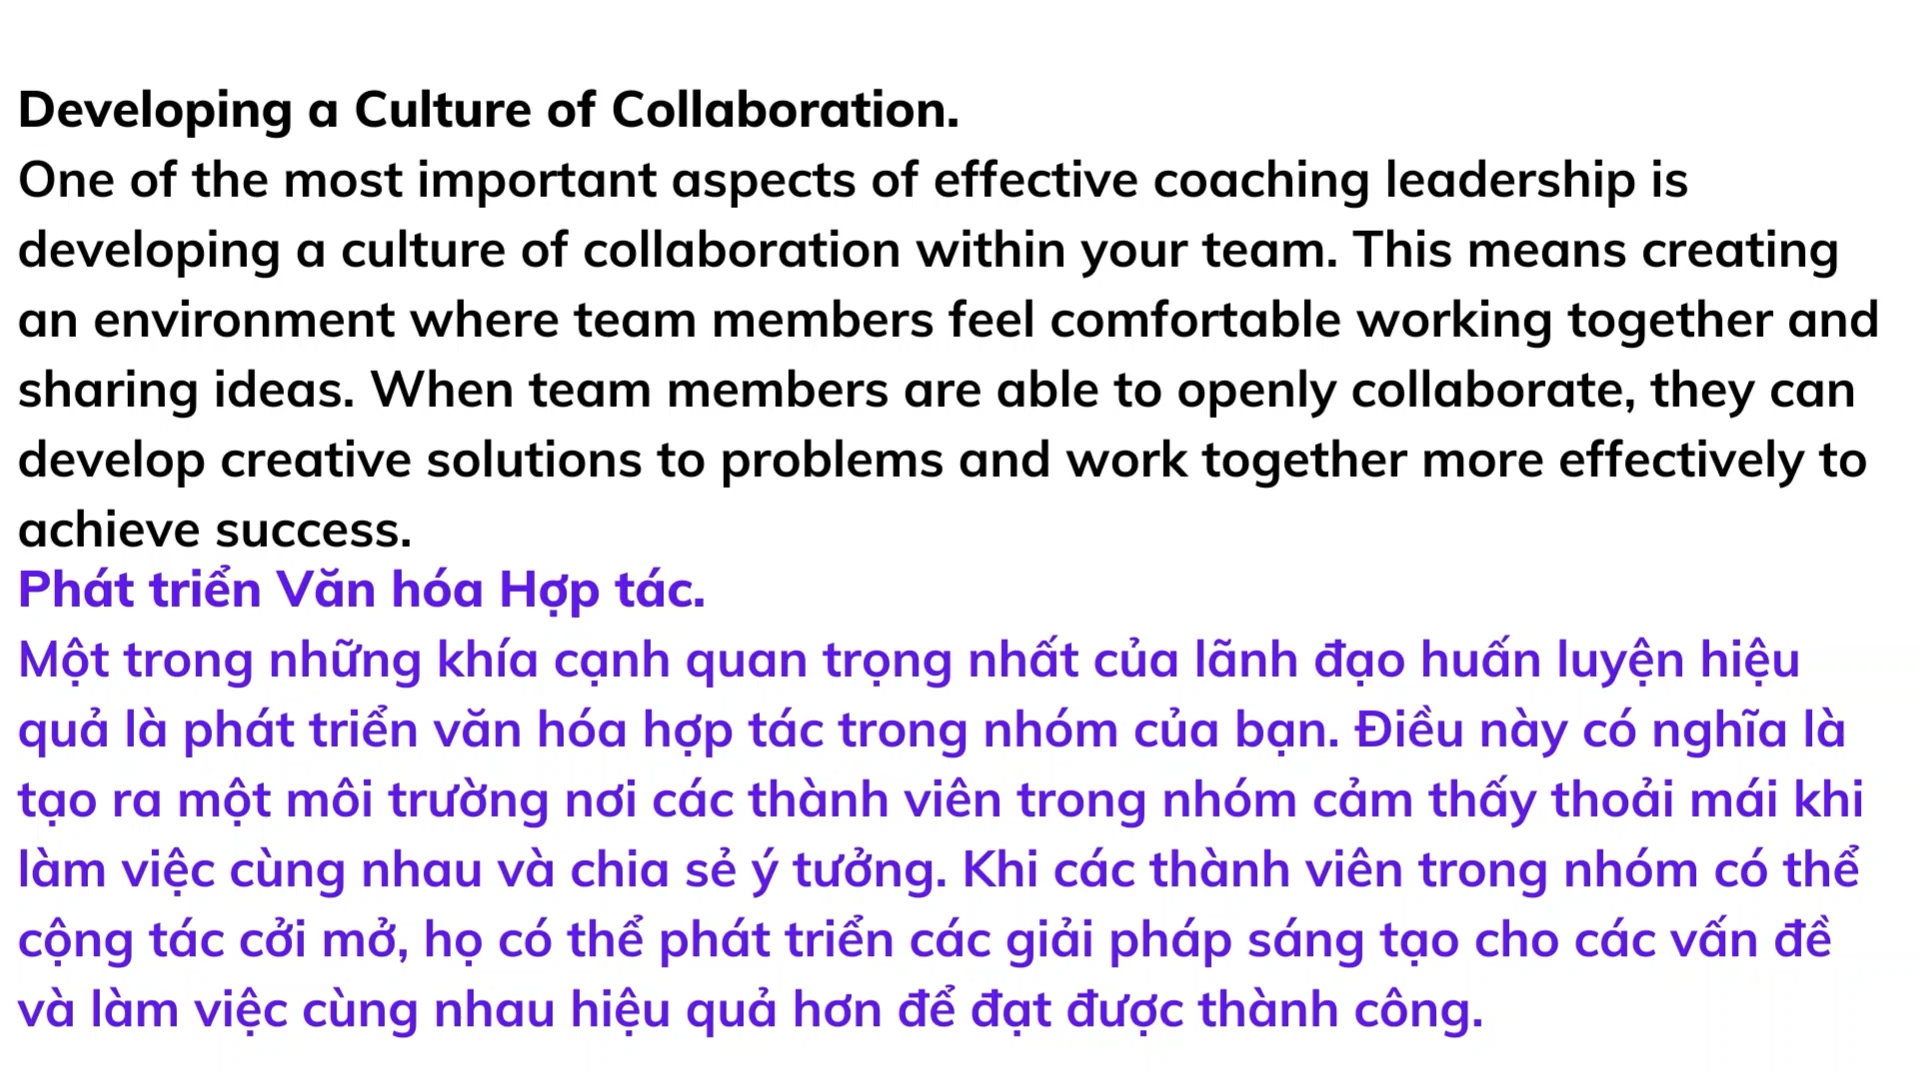 Developing a Culture of Collaboration.
One of the most important aspects of effective coaching leadership is
developing a culture of collaboration within your team. This means creating
an environment where team members feel comfortable working together and
sharing ideas. When team members are able to openly collaborate, they can
develop creative solutions to problems and work together more effectively to
achieve success.
Phát triển Văn hóa Hợp tác.
Một trong những khía cạnh quan trọng nhất của lãnh đạo huấn luyện hiệu
quả là phát triển văn hóa hợp tác trong nhóm của bạn. Điều này có nghĩa là
tạo ra một môi trường nơi các thành viên trong nhóm cảm thấy thoải mái khi
làm việc cùng nhau và chia sẻ ý tưởng. Khi các thành viên trong nhóm có thể
cộng tác cởi mở, họ có thể phát triển các giải pháp sáng tạo cho các vấn đề
và làm việc cùng nhau hiệu quả hơn để đạt được thành công.